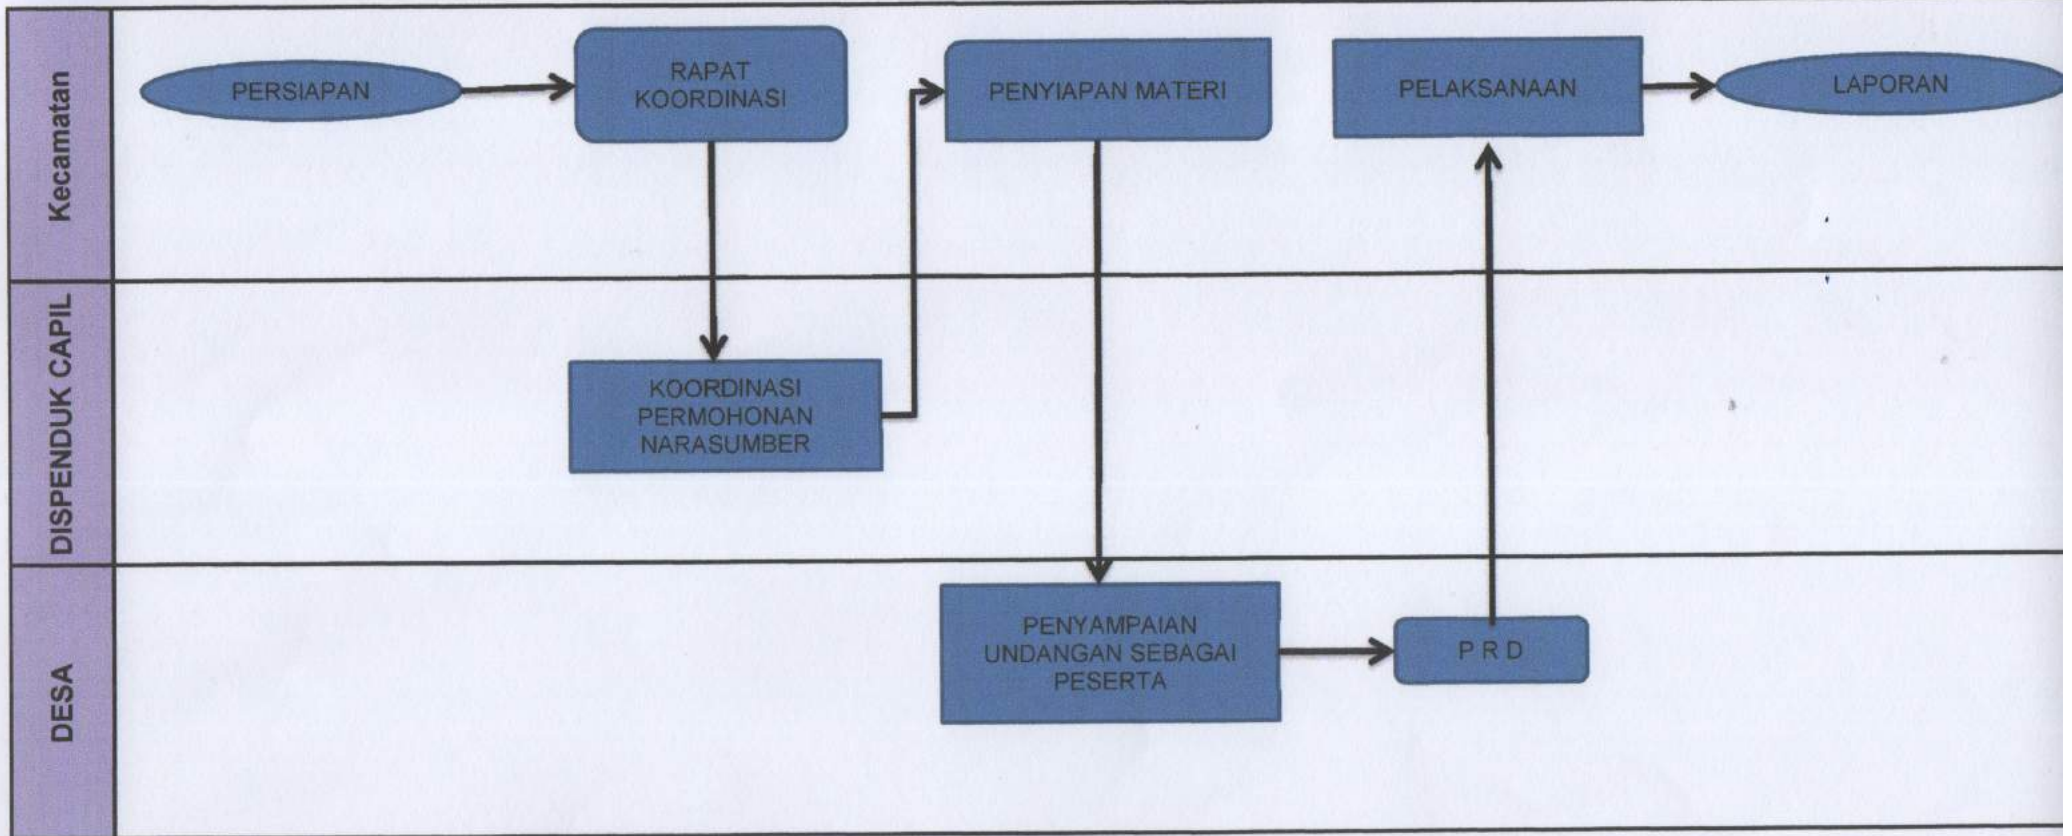 Kecamatan
PERSIAPAN
RAPAT
KOORDINASI
PENYIAPAN MATERI
PELAKSANAAN
LAPORAN
DISPENDUK CAPIL
KOORDINASI
PERMOHONAN
NARASUMBER
DESA
PENYAMPAIAN
UNDANGAN SEBAGAI
PESERTA
P R D